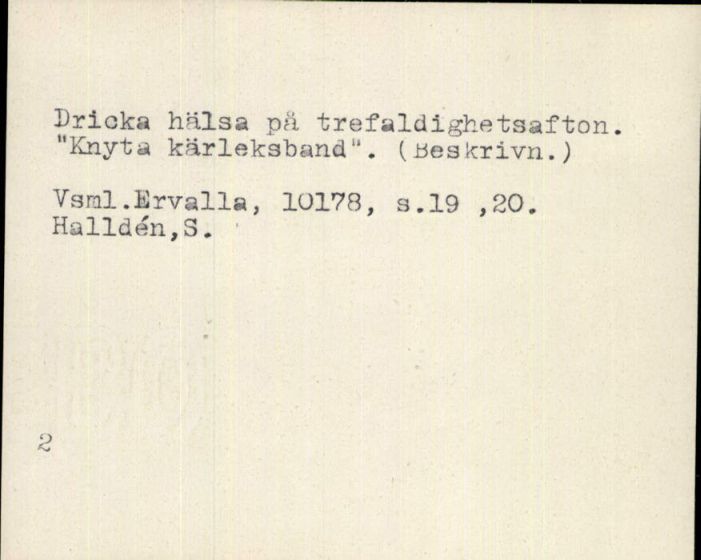 Dricka hälsa på trefaldighetsafton.
"Knyta kärleksband". (Beskrivn.)
Vsml.Ervalla, 10178, s.19 ,20.
Halldén,S.
2